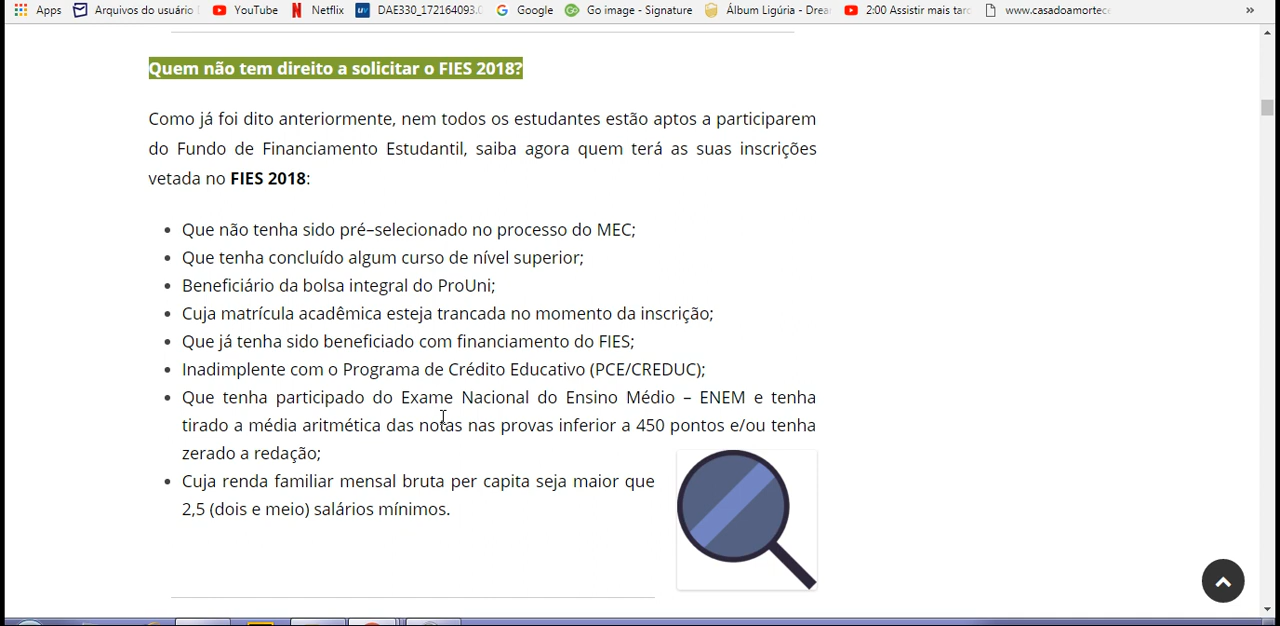 Apps Arquivos do usuário YouTube Netflix DAE330_172164093. Google Go image - Signature Álbum Ligúria - Drea 2:00 Assistir mais tarc www.casadoamortec »
Quem não tem direito a solicitar o FIES 2018?
Como já foi dito anteriormente, nem todos os estudantes estão aptos a participarem
do Fundo de Financiamento Estudantil, saiba agora quem terá as suas inscrições
vetada no FIES 2018:
• Que não tenha sido pré–selecionado no processo do MEC;
• Que tenha concluído algum curso de nível superior;
• Beneficiário da bolsa integral do ProUni;
• Cuja matrícula acadêmica esteja trancada no momento da inscrição;
• Que já tenha sido beneficiado com financiamento do FIES;
• Inadimplente com o Programa de Crédito Educativo (PCE/CREDUC);
• Que tenha participado do Exame Nacional do Ensino Médio – ENEM e tenha
tirado a média aritmética das notas nas provas inferior a 450 pontos e/ou tenha
zerado a redação;
• Cuja renda familiar mensal bruta per capita seja maior que
2,5 (dois e meio) salários mínimos.